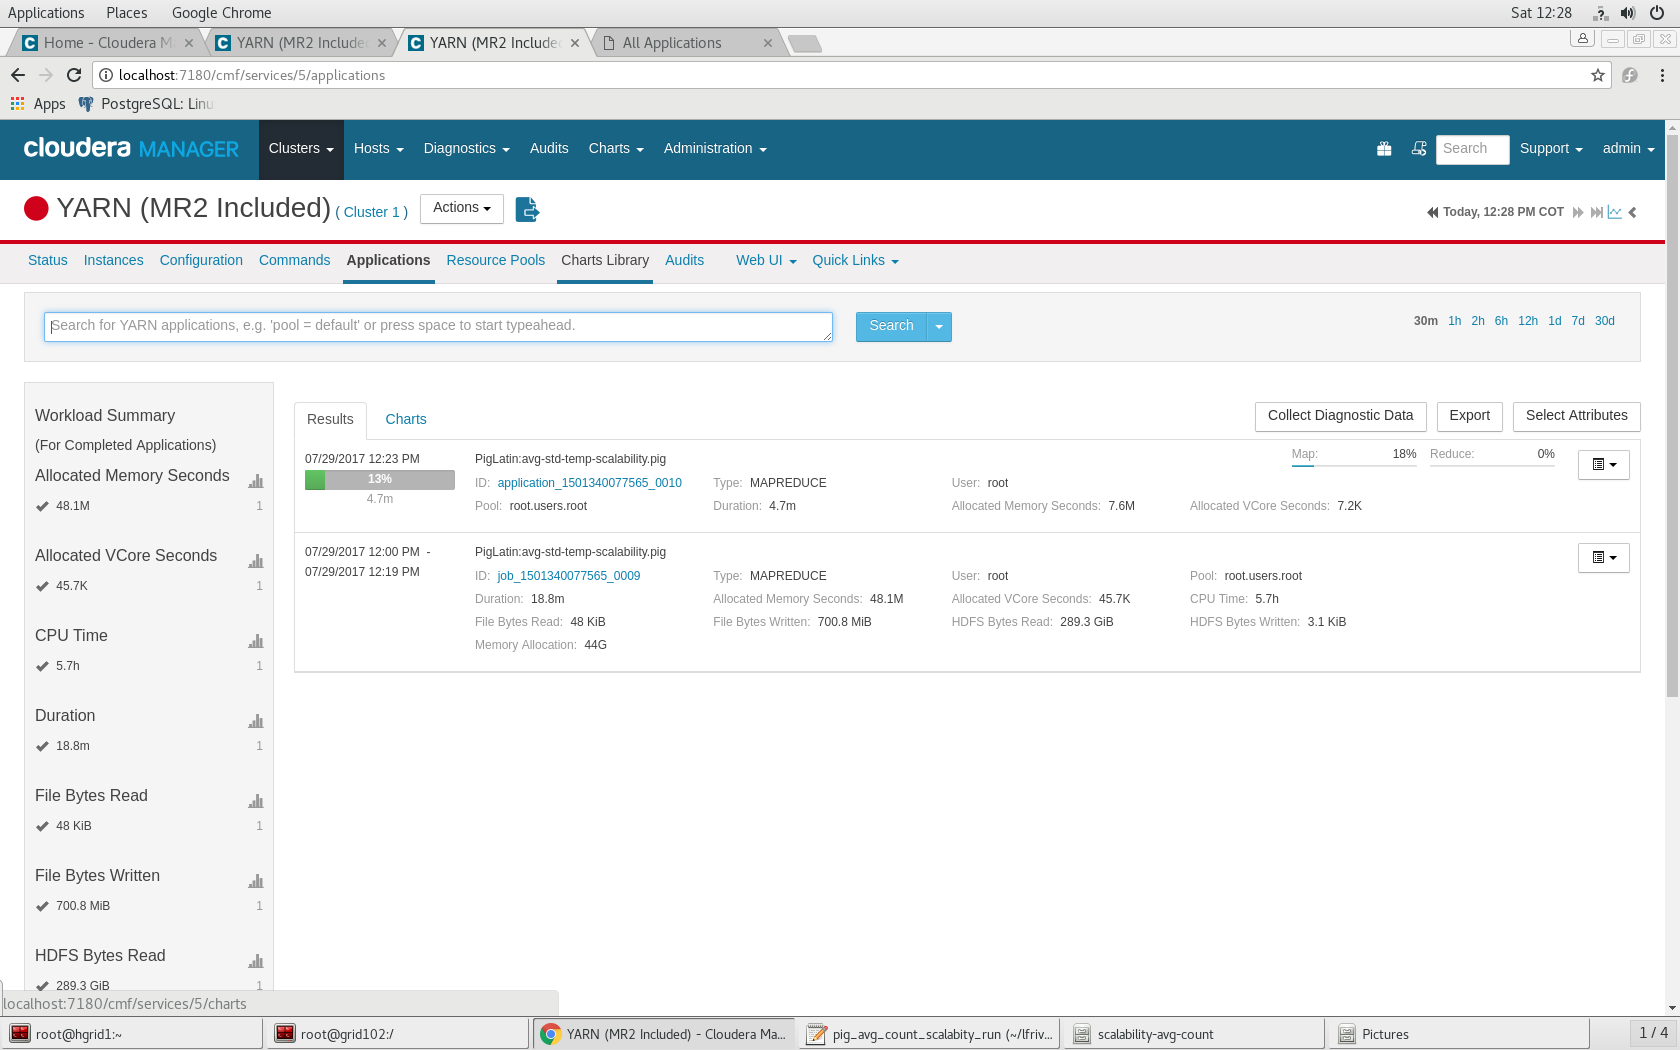 Applications Places Google Chrome Sat 12:28
Home - Cloudera M YARN (MR2 Include YARN (MR2 Include All Applications
localhost:7180/cmf/services/5/applications
Apps PostgreSQL: Linu
cloudera MANAGER Clusters Hosts Diagnostics Audits Charts Administration Search Support admin
YARN (MR2 Included) ( Cluster 1 ) Actions Today, 12:28 PM COT
Status Instances Configuration Commands Applications Resource Pools Charts Library Audits Web UI Quick Links
Search for YARN applications, e.g. 'pool = default' or press space to start typeahead. Search 30m 1h 2h 6h 12h 1d 7d 30d
Workload Summary
(For Completed Applications)
Allocated Memory Seconds
48.1M 1
Allocated VCore Seconds
45.7K 1
CPU Time
5.7h 1
Duration
18.8m 1
File Bytes Read
48 KiB 1
File Bytes Written
700.8 MiB 1
HDFS Bytes Read
289.3 GiB 1
Results Charts Collect Diagnostic Data Export Select Attributes
07/29/2017 12:23 PM PigLatin:avg-std-temp-scalability.pig Map: 18% Reduce: 0%
13% ID: application_1501340077565_0010 Type: MAPREDUCE User: root
4.7m Pool: root.users.root Duration: 4.7m Allocated Memory Seconds: 7.6M Allocated VCore Seconds: 7.2K
07/29/2017 12:00 PM - PigLatin:avg-std-temp-scalability.pig
07/29/2017 12:19 PM ID: job_1501340077565_0009 Type: MAPREDUCE User: root Pool: root.users.root
Duration: 18.8m Allocated Memory Seconds: 48.1M Allocated VCore Seconds: 45.7K CPU Time: 5.7h
File Bytes Read: 48 KiB File Bytes Written: 700.8 MiB HDFS Bytes Read: 289.3 GiB HDFS Bytes Written: 3.1 KiB
Memory Allocation: 44G
localhost:7180/cmf/services/5/charts
root@hgrid1:~ root@grid102:/ YARN (MR2 Included) - Cloudera Ma... pig_avg_count_scalabity_run (~/lfriv... scalability-avg-count Pictures 1 / 4